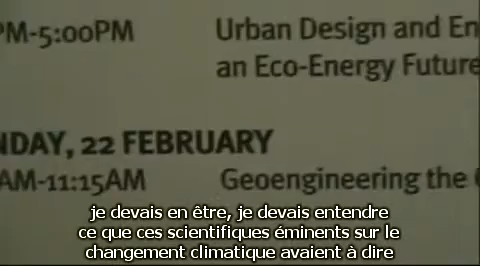 PM-5:00PM Urban Design and En
an Eco-Energy Future
NDAY, 22 FEBRUARY
AM-11:15AM Geoengineering the
je devais en être, je devais entendre
ce que ces scientifiques éminents sur le
changement climatique avaient à dire